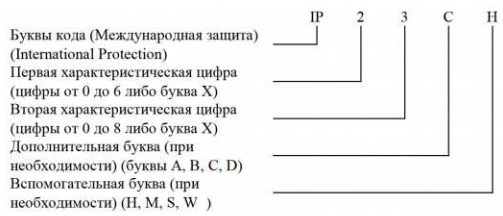 IP 2 3 C H
Буквы кода (Международная защита)
(International Protection)
Первая характеристическая цифра
(цифры от 0 до 6 либо буква X)
Вторая характеристическая цифра
(цифры от 0 до 8 либо буква X)
Дополнительная буква (при
необходимости) (буквы A, B, C, D)
Вспомогательная буква (при
необходимости) (H, M, S, W )